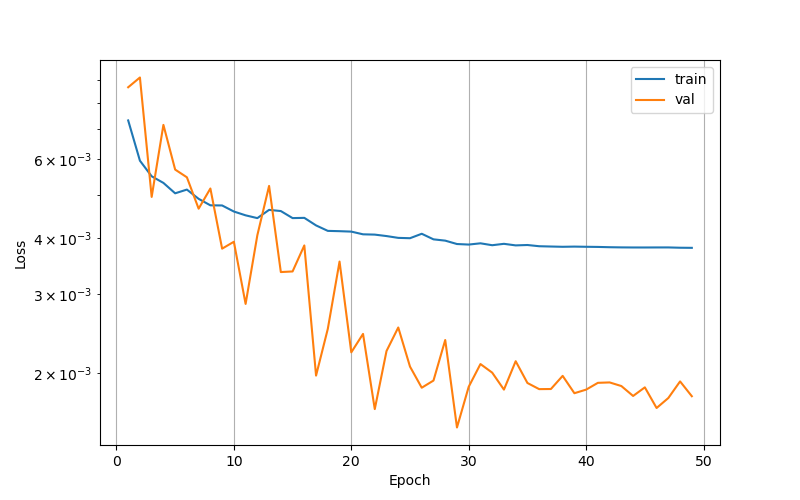 train
val
6 × 10⁻³
4 × 10⁻³
3 × 10⁻³
2 × 10⁻³
Loss
0 10 20 30 40 50
Epoch